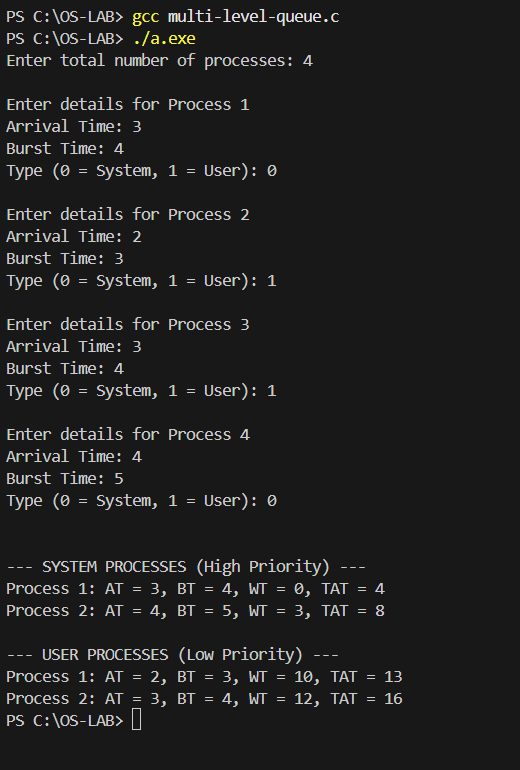 PS C:\OS-LAB> gcc multi-level-queue.c
PS C:\OS-LAB> ./a.exe
Enter total number of processes: 4
Enter details for Process 1
Arrival Time: 3
Burst Time: 4
Type (0 = System, 1 = User): 0
Enter details for Process 2
Arrival Time: 2
Burst Time: 3
Type (0 = System, 1 = User): 1
Enter details for Process 3
Arrival Time: 3
Burst Time: 4
Type (0 = System, 1 = User): 1
Enter details for Process 4
Arrival Time: 4
Burst Time: 5
Type (0 = System, 1 = User): 0
--- SYSTEM PROCESSES (High Priority) ---
Process 1: AT = 3, BT = 4, WT = 0, TAT = 4
Process 2: AT = 4, BT = 5, WT = 3, TAT = 8
--- USER PROCESSES (Low Priority) ---
Process 1: AT = 2, BT = 3, WT = 10, TAT = 13
Process 2: AT = 3, BT = 4, WT = 12, TAT = 16
PS C:\OS-LAB>